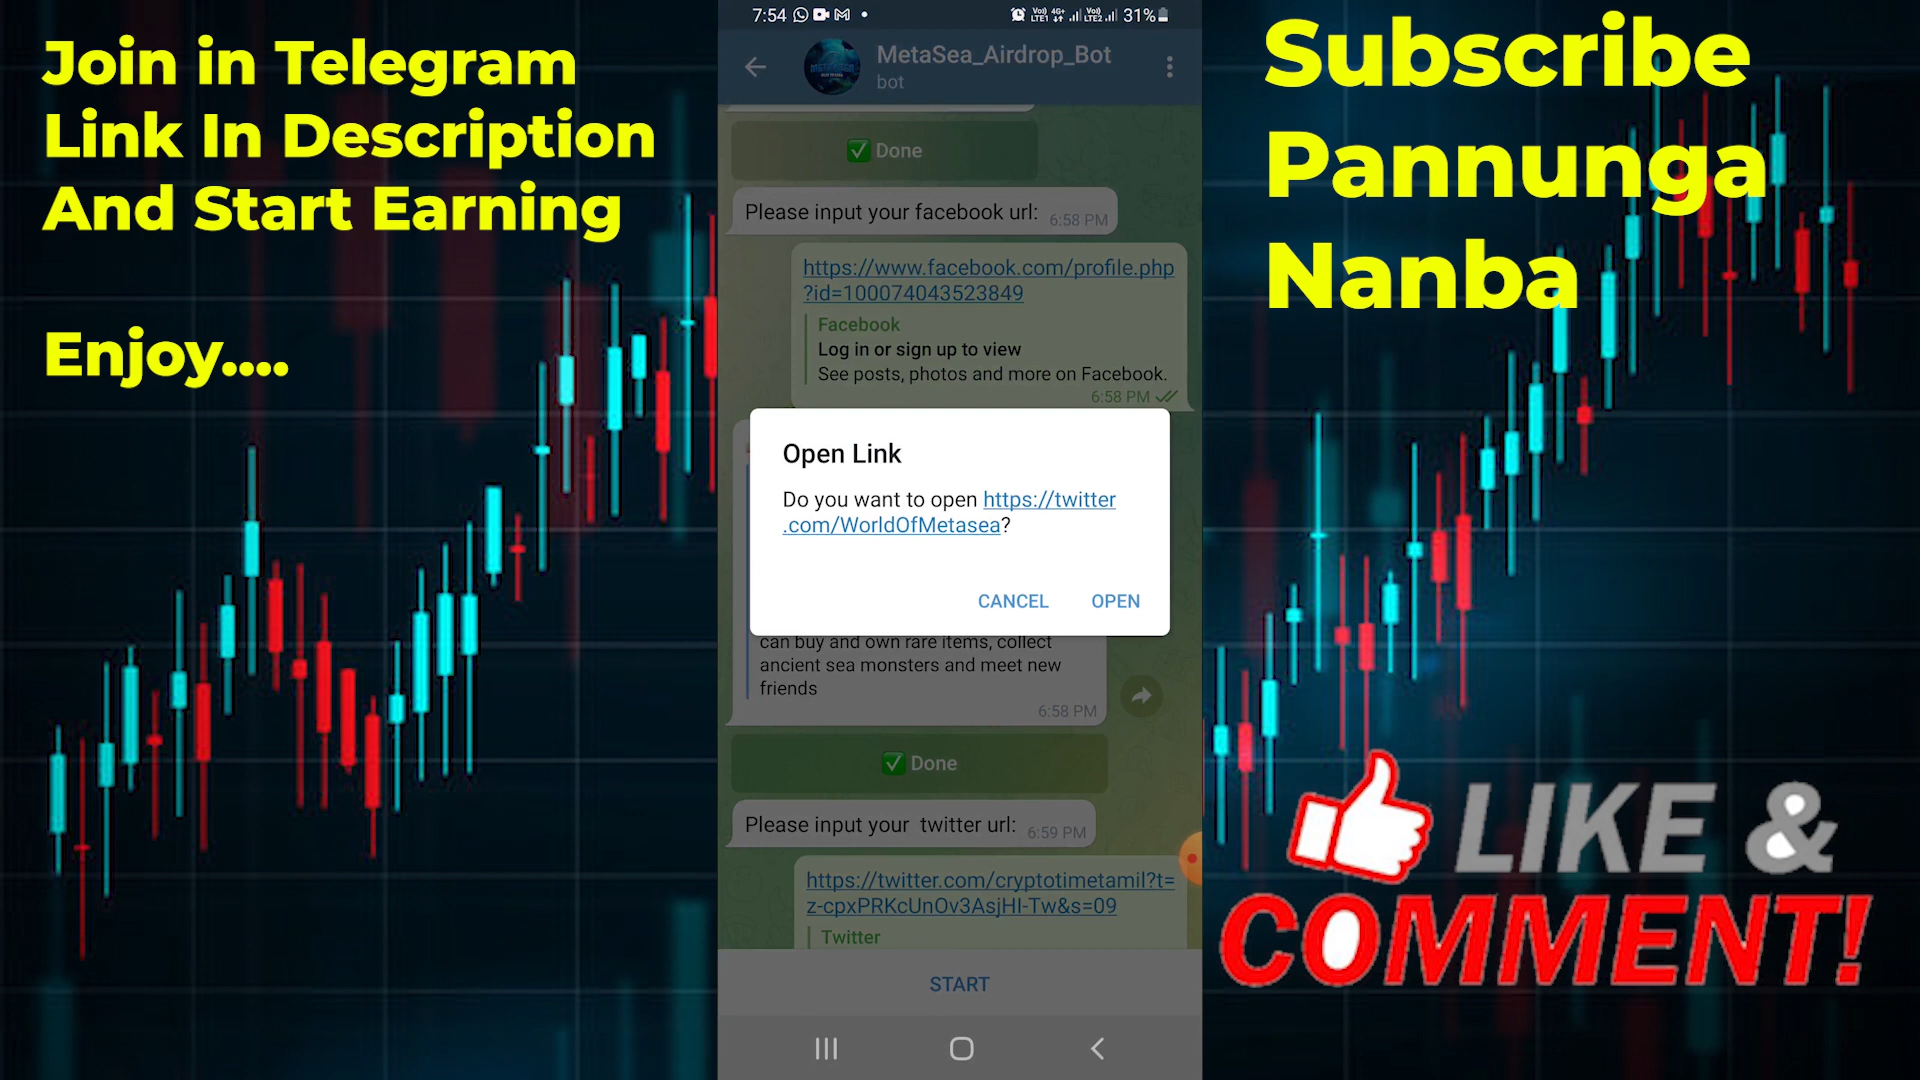 Join in Telegram
Link In Description
And Start Earning
Enjoy....
7:54
Vo)) 4G+ Vo))
LTE1 LTE2 31%
MetaSea_Airdrop_Bot
bot
Done
Please input your facebook url: 6:58 PM
https://www.facebook.com/profile.php
?id=100074043523849
Facebook
Log in or sign up to view
See posts, photos and more on Facebook.
6:58 PM
Open Link
Do you want to open https://twitter
.com/WorldOfMetasea?
CANCEL OPEN
can buy and own rare items, collect
ancient sea monsters and meet new
friends
6:58 PM
Done
Please input your twitter url: 6:59 PM
https://twitter.com/cryptotimetamil?t=
z-cpxPRKcUnOv3AsjHI-Tw&s=09
Twitter
START
Subscribe
Pannunga
Nanba
LIKE &
COMMENT!